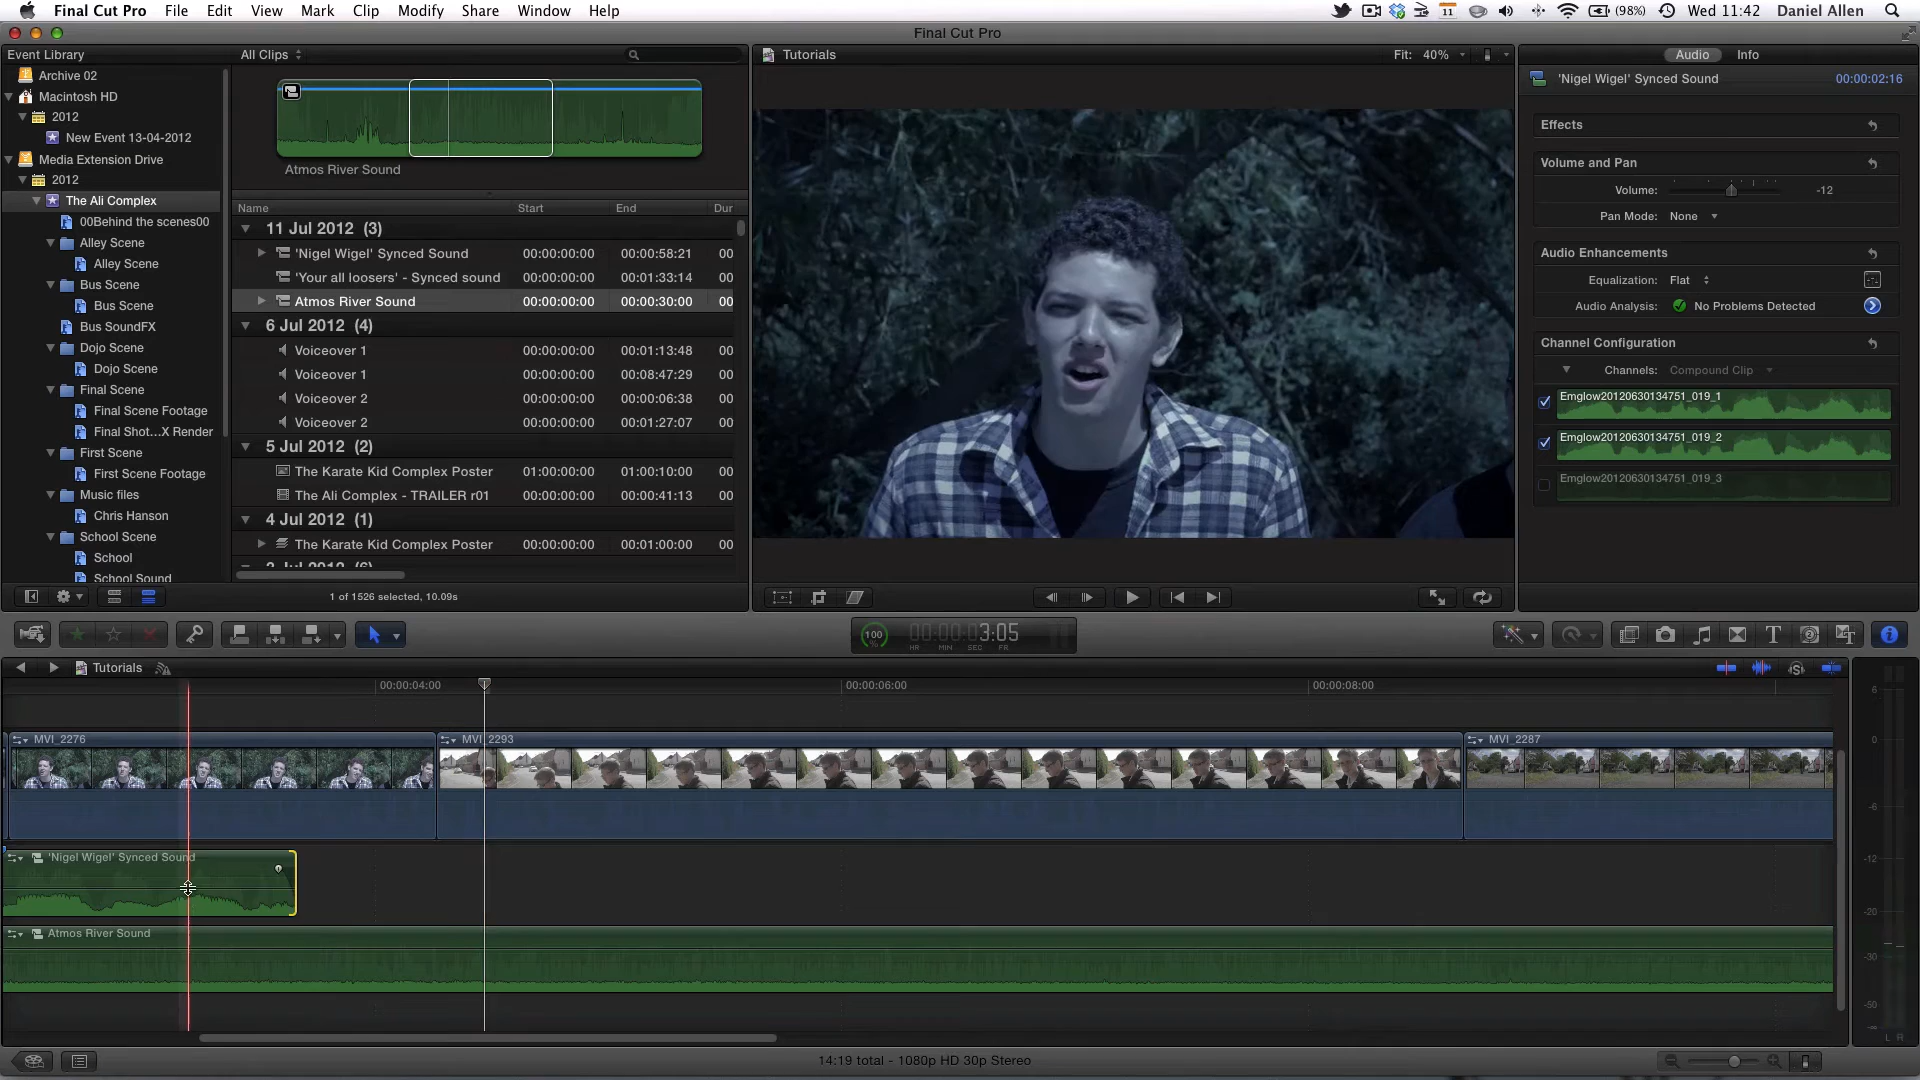 Final Cut Pro File Edit View Mark Clip Modify Share Window Help
11 (98%) Wed 11:42 Daniel Allen
Final Cut Pro
Event Library
Archive 02
Macintosh HD
2012
New Event 13-04-2012
Media Extension Drive
2012
The Ali Complex
00Behind the scenes00
Alley Scene
Alley Scene
Bus Scene
Bus Scene
Bus SoundFX
Dojo Scene
Dojo Scene
Final Scene
Final Scene Footage
Final Shot...X Render
First Scene
First Scene Footage
Music files
Chris Hanson
School Scene
School
School Sound
All Clips
Atmos River Sound
Name Start End Dur
11 Jul 2012 (3)
'Nigel Wigel' Synced Sound 00:00:00:00 00:00:58:21 00
'Your all loosers' - Synced sound 00:00:00:00 00:01:33:14 00
Atmos River Sound 00:00:00:00 00:00:30:00 00
6 Jul 2012 (4)
Voiceover 1 00:00:00:00 00:01:13:48 00
Voiceover 1 00:00:00:00 00:08:47:29 00
Voiceover 2 00:00:00:00 00:00:06:38 00
Voiceover 2 00:00:00:00 00:01:27:07 00
5 Jul 2012 (2)
The Karate Kid Complex Poster 01:00:00:00 01:00:10:00 00
The Ali Complex - TRAILER r01 00:00:00:00 00:00:41:13 00
4 Jul 2012 (1)
The Karate Kid Complex Poster 00:00:00:00 00:01:00:00 00
1 of 1526 selected, 10.09s
Tutorials
Fit: 40%
Audio Info
'Nigel Wigel' Synced Sound 00:00:02:16
Effects
Volume and Pan
Volume: -12
Pan Mode: None
Audio Enhancements
Equalization: Flat
Audio Analysis: No Problems Detected
Channel Configuration
Channels: Compound Clip
Emglow20120630134751_019_1
Emglow20120630134751_019_2
Emglow20120630134751_019_3
100 % 00:00:03:05
HR MIN SEC FR
Tutorials
00:00:04:00 00:00:06:00 00:00:08:00
MVI_2276 MVI_2293 MVI_2287
'Nigel Wigel' Synced Sound
Atmos River Sound
6
0
-6
-12
-20
-30
-50
-∞
L R
14:19 total - 1080p HD 30p Stereo